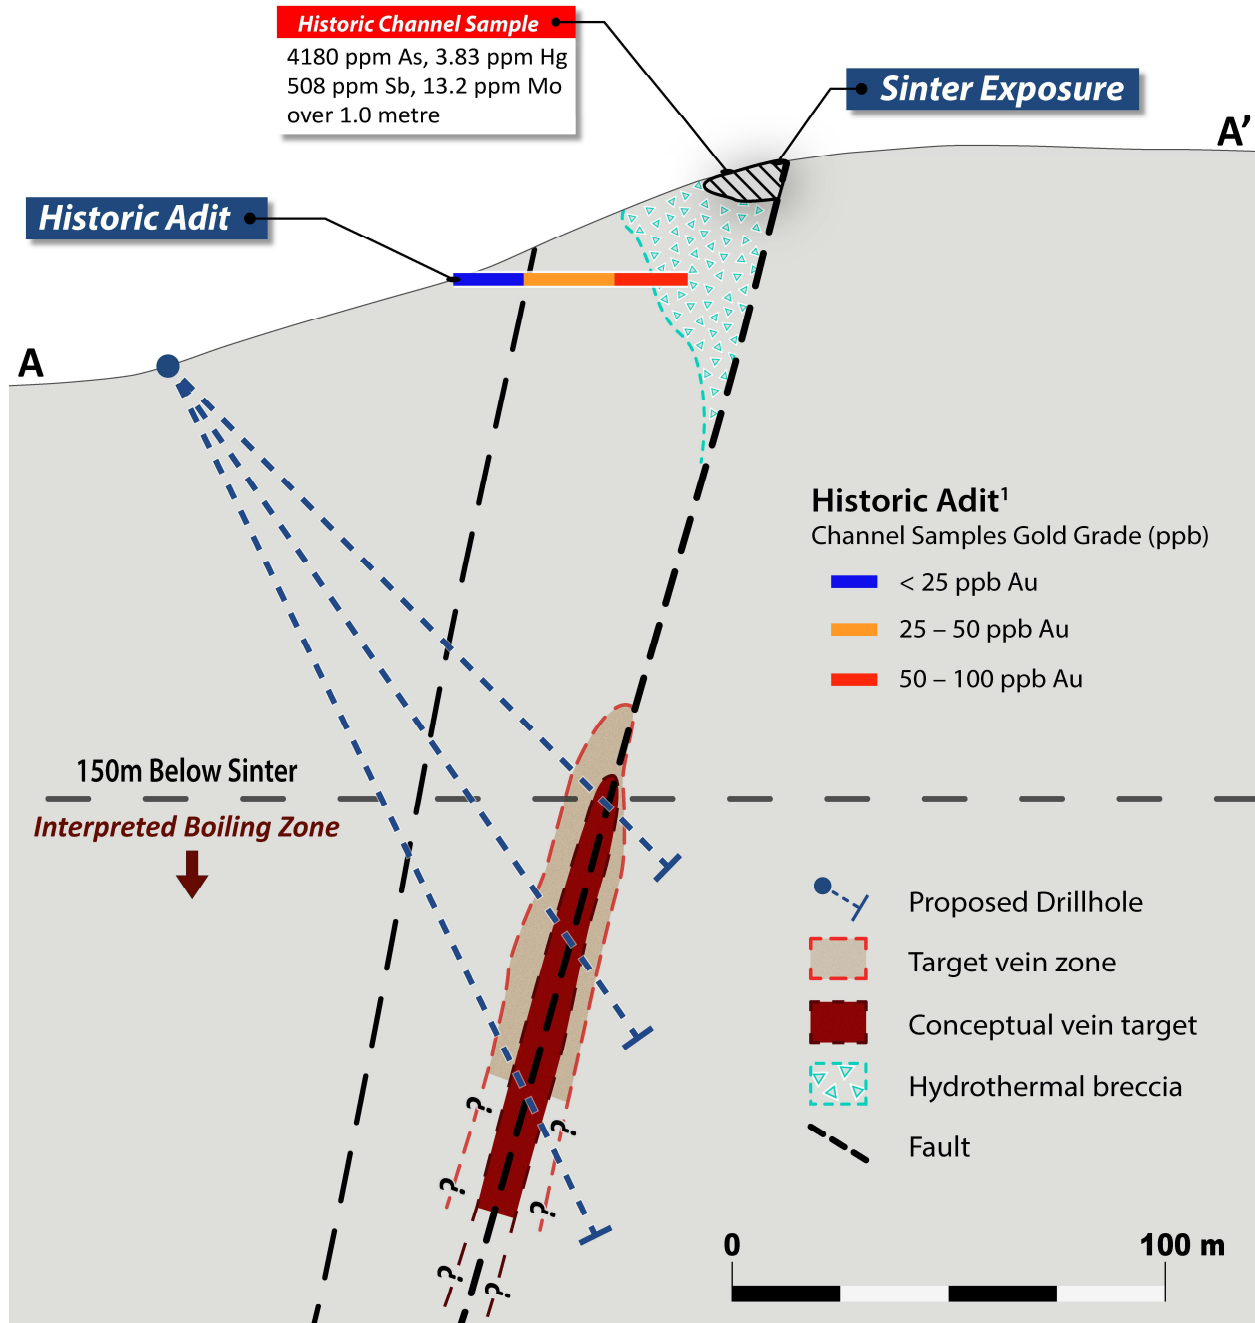 Historic Channel Sample
4180 ppm As, 3.83 ppm Hg
508 ppm Sb, 13.2 ppm Mo
over 1.0 metre
Sinter Exposure
A’
Historic Adit
A
Historic Adit¹
Channel Samples Gold Grade (ppb)
< 25 ppb Au
25 – 50 ppb Au
50 – 100 ppb Au
150m Below Sinter
Interpreted Boiling Zone
Proposed Drillhole
Target vein zone
Conceptual vein target
Hydrothermal breccia
Fault
?
?
?
?
?
?
0
100 m